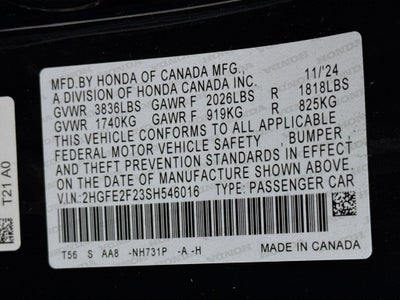 MFD.BY HONDA OF CANADA MFG.
A DIVISION OF HONDA CANADA INC. 11/'24
GVWR 3836LBS GAWR F 2026LBS R 1818LBS
GVWR 1740KG GAWR F 919KG R 825KG
THIS VEHICLE CONFORMS TO ALL APPLICABLE
FEDERAL MOTOR VEHICLE SAFETY , BUMPER ,
AND THEFT PREVENTION STANDARDS IN EFFECT
ON THE DATE OF MANUFACTURE SHOWN ABOVE.
V.I.N:2HGFE2F23SH546016 TYPE: PASSENGER CAR
T56 S AA8 -NH731P -A -H
MADE IN CANADA
T21 A0